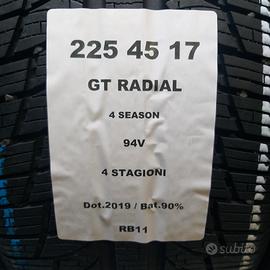 225 45 17
GT RADIAL
4 SEASON
94V
4 STAGIONI
Dot.2019 / Bat.90%
RB11
subito